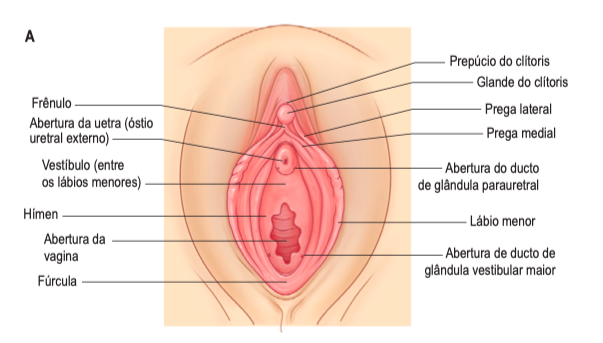 A
Prepúcio do clítoris
Glande do clítoris
Prega lateral
Prega medial
Abertura do ducto
de glândula parauretral
Lábio menor
Abertura de ducto de
glândula vestibular maior
Frênulo
Abertura da uetra (óstio
uretral externo)
Vestíbulo (entre
os lábios menores)
Hímen
Abertura da
vagina
Fúrcula